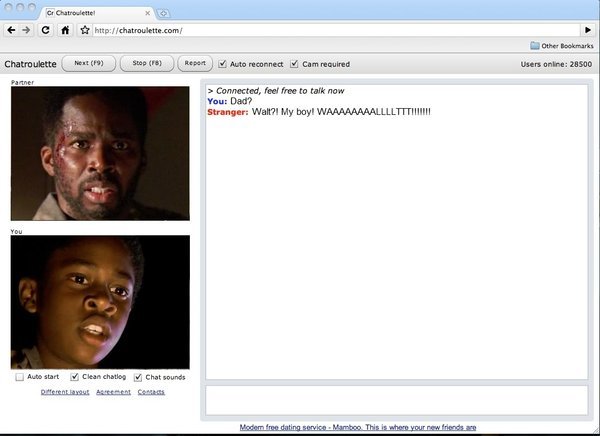 Cr Chatroulette!
http://chatroulette.com/
Other Bookmarks
Chatroulette Next (F9) Stop (F8) Report Auto reconnect Cam required Users online: 28500
Partner
> Connected, feel free to talk now
You: Dad?
Stranger: Walt?! My boy! WAAAAAAAALLLLTTT!!!!!!!
You
Auto start Clean chatlog Chat sounds
Different layout Agreement Contacts
Modern free dating service - Mamboo. This is where your new friends are